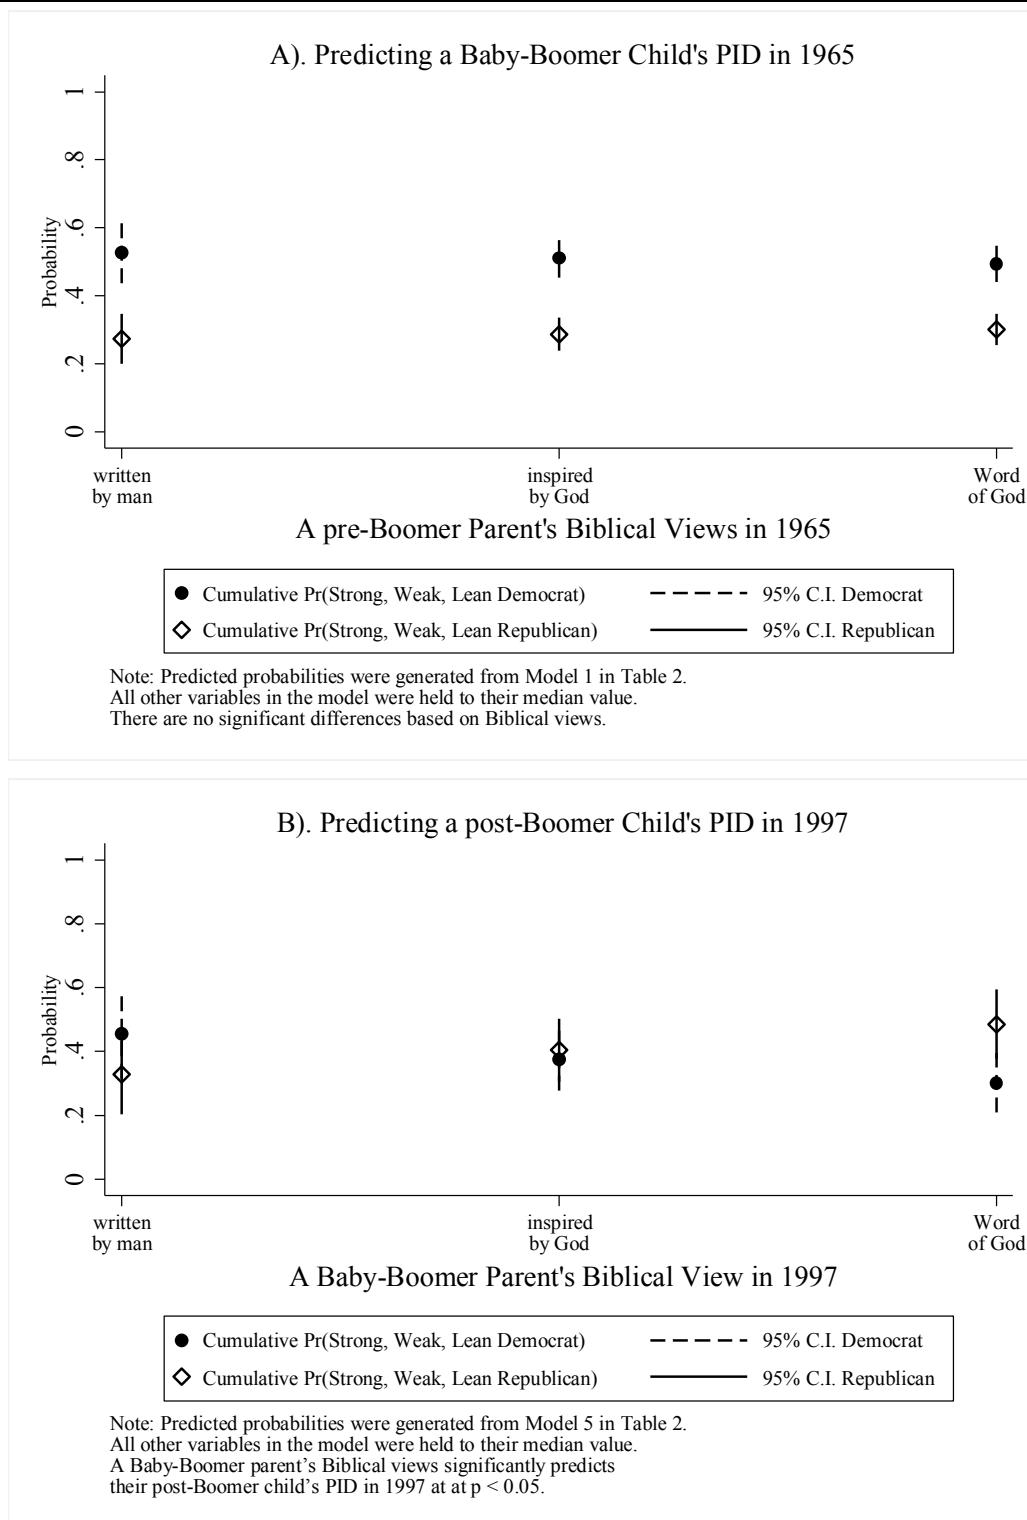 A). Predicting a Baby-Boomer Child's PID in 1965
Probability
1
.8
.6
.4
.2
0
written
by man
inspired
by God
Word
of God
A pre-Boomer Parent's Biblical Views in 1965
Cumulative Pr(Strong, Weak, Lean Democrat)
95% C.I. Democrat
Cumulative Pr(Strong, Weak, Lean Republican)
95% C.I. Republican
Note: Predicted probabilities were generated from Model 1 in Table 2.
All other variables in the model were held to their median value.
There are no significant differences based on Biblical views.
B). Predicting a post-Boomer Child's PID in 1997
Probability
1
.8
.6
.4
.2
0
written
by man
inspired
by God
Word
of God
A Baby-Boomer Parent's Biblical View in 1997
Cumulative Pr(Strong, Weak, Lean Democrat)
95% C.I. Democrat
Cumulative Pr(Strong, Weak, Lean Republican)
95% C.I. Republican
Note: Predicted probabilities were generated from Model 5 in Table 2.
All other variables in the model were held to their median value.
A Baby-Boomer parent’s Biblical views significantly predicts
their post-Boomer child’s PID in 1997 at at p < 0.05.